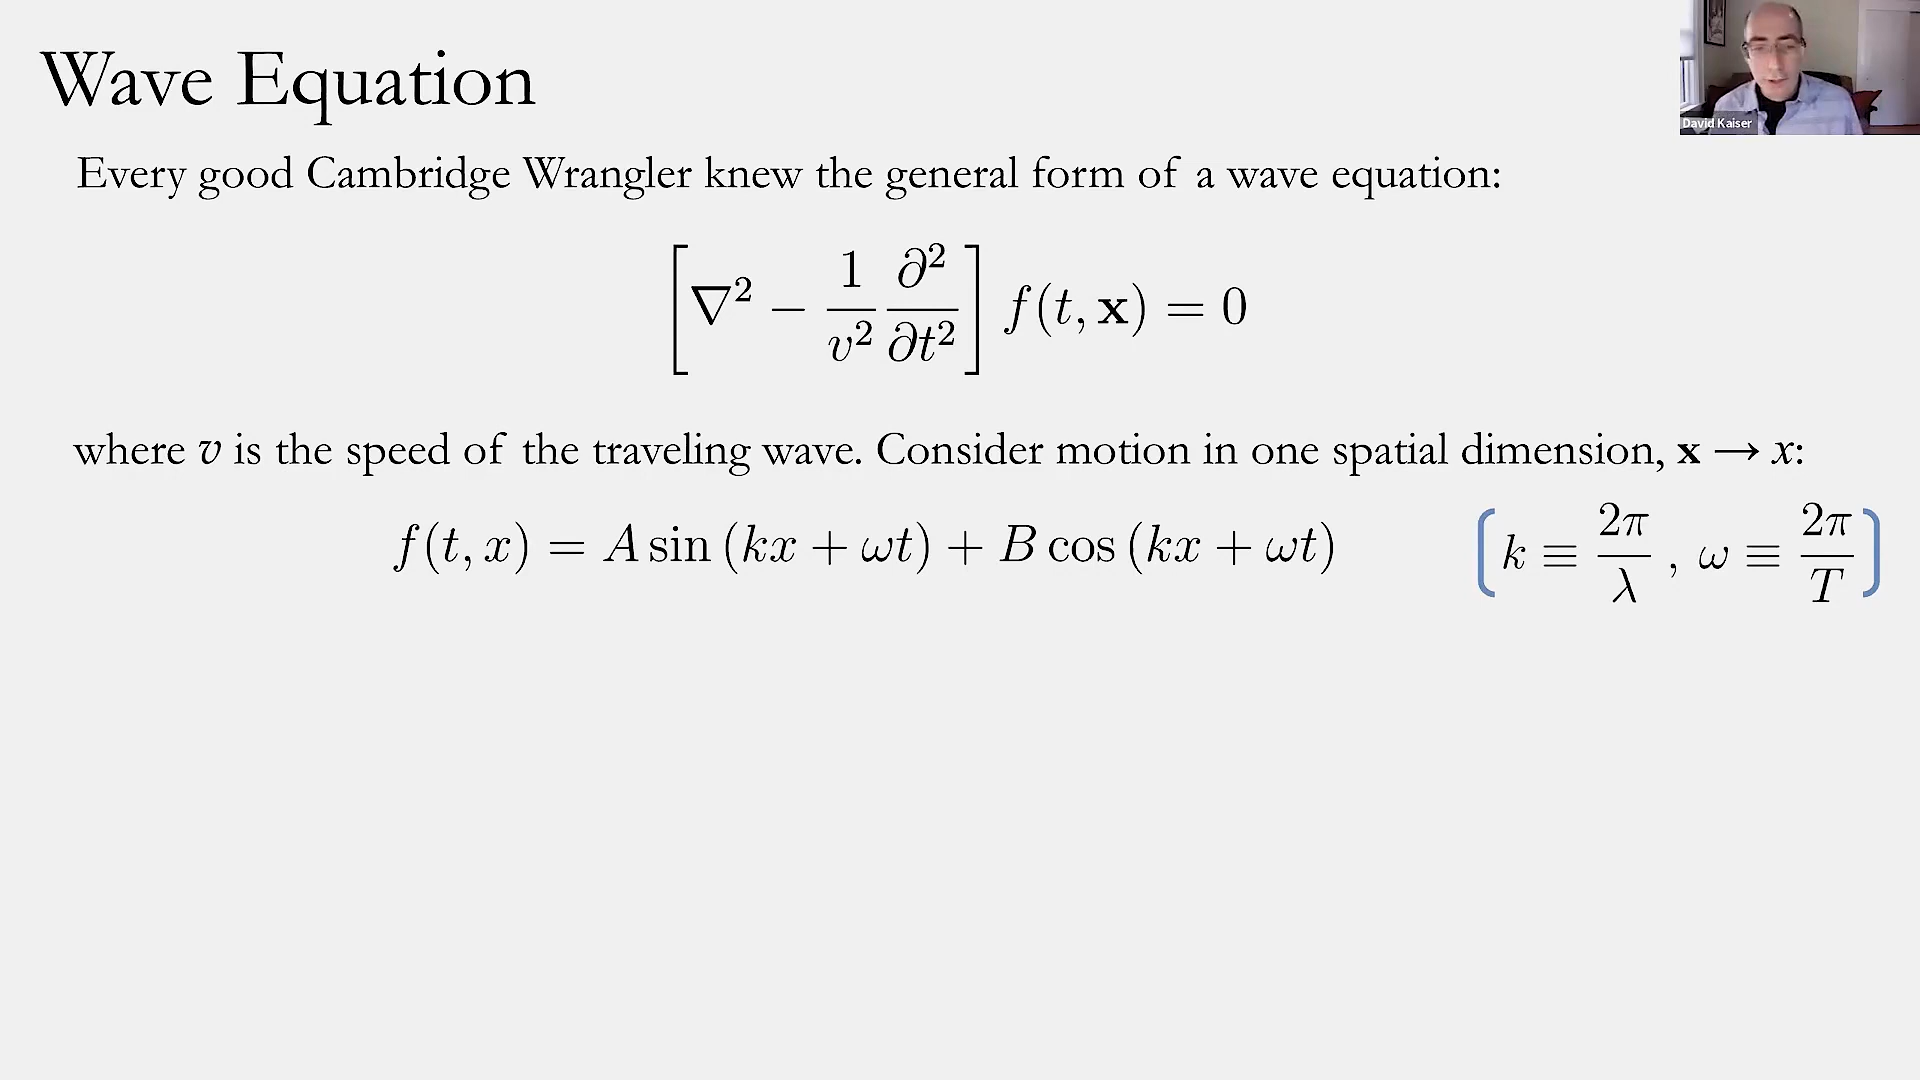 Wave Equation
David Kaiser
Every good Cambridge Wrangler knew the general form of a wave equation:
[∇² − 1/v² ∂²/∂t²] f(t, x) = 0
where v is the speed of the traveling wave. Consider motion in one spatial dimension, x → x:
f(t, x) = A sin (kx + ωt) + B cos (kx + ωt) [k ≡ 2π/λ , ω ≡ 2π/T]